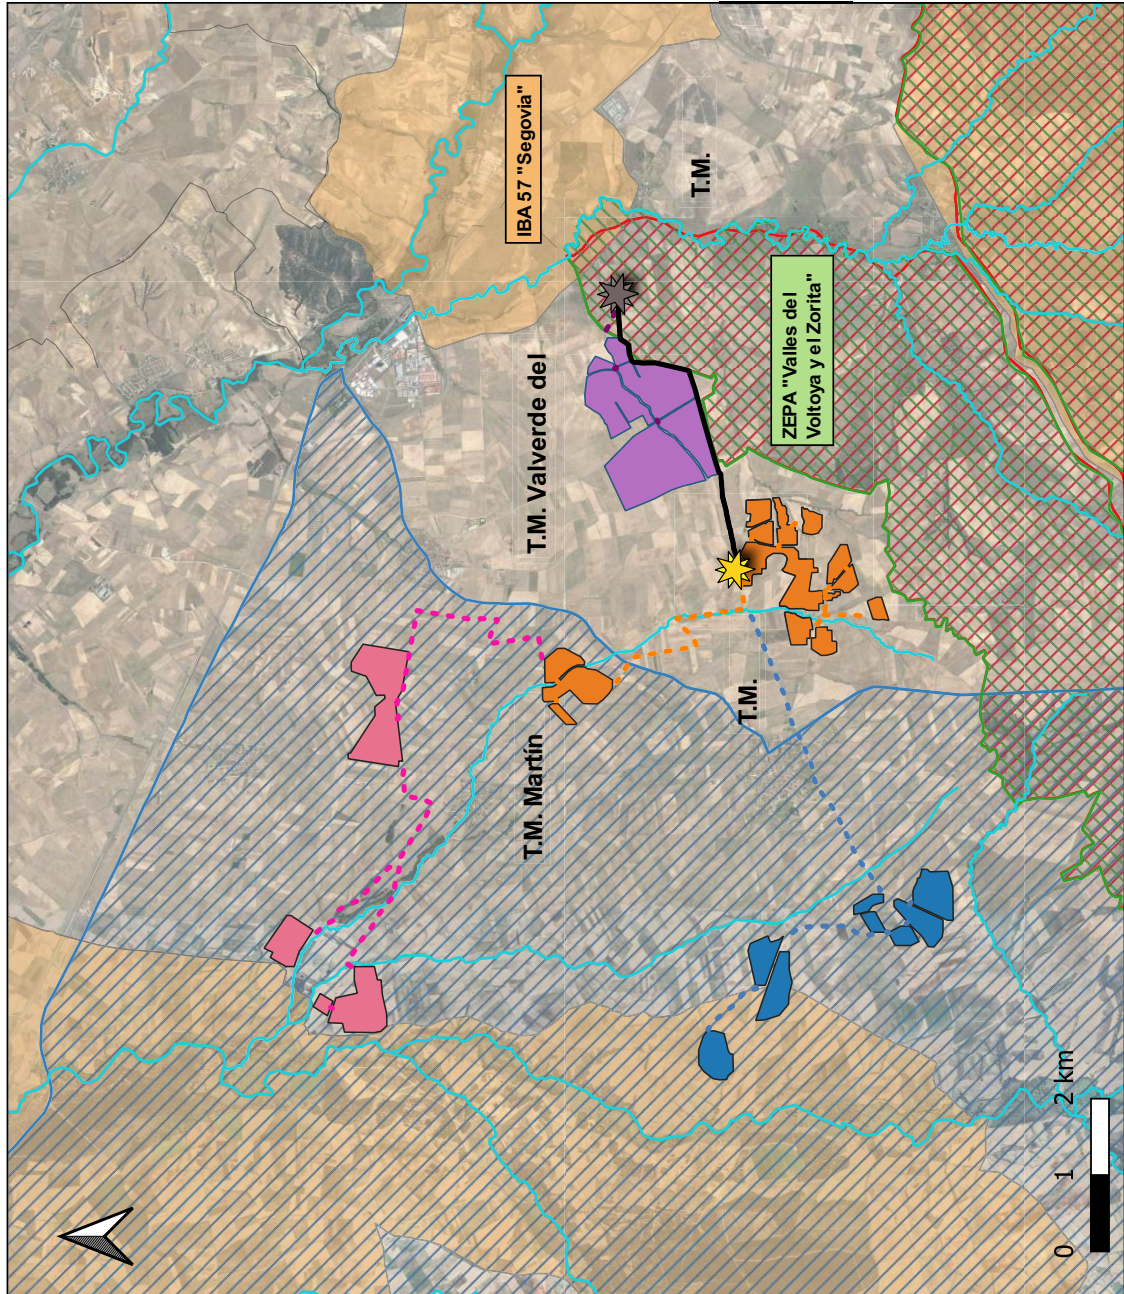 IBA 57 "Segovia"
T.M.
T.M. Valverde del
ZEPA "Valles del
Voltoya y el Zorita"
T.M. Martín
T.M.
0 1 2 km